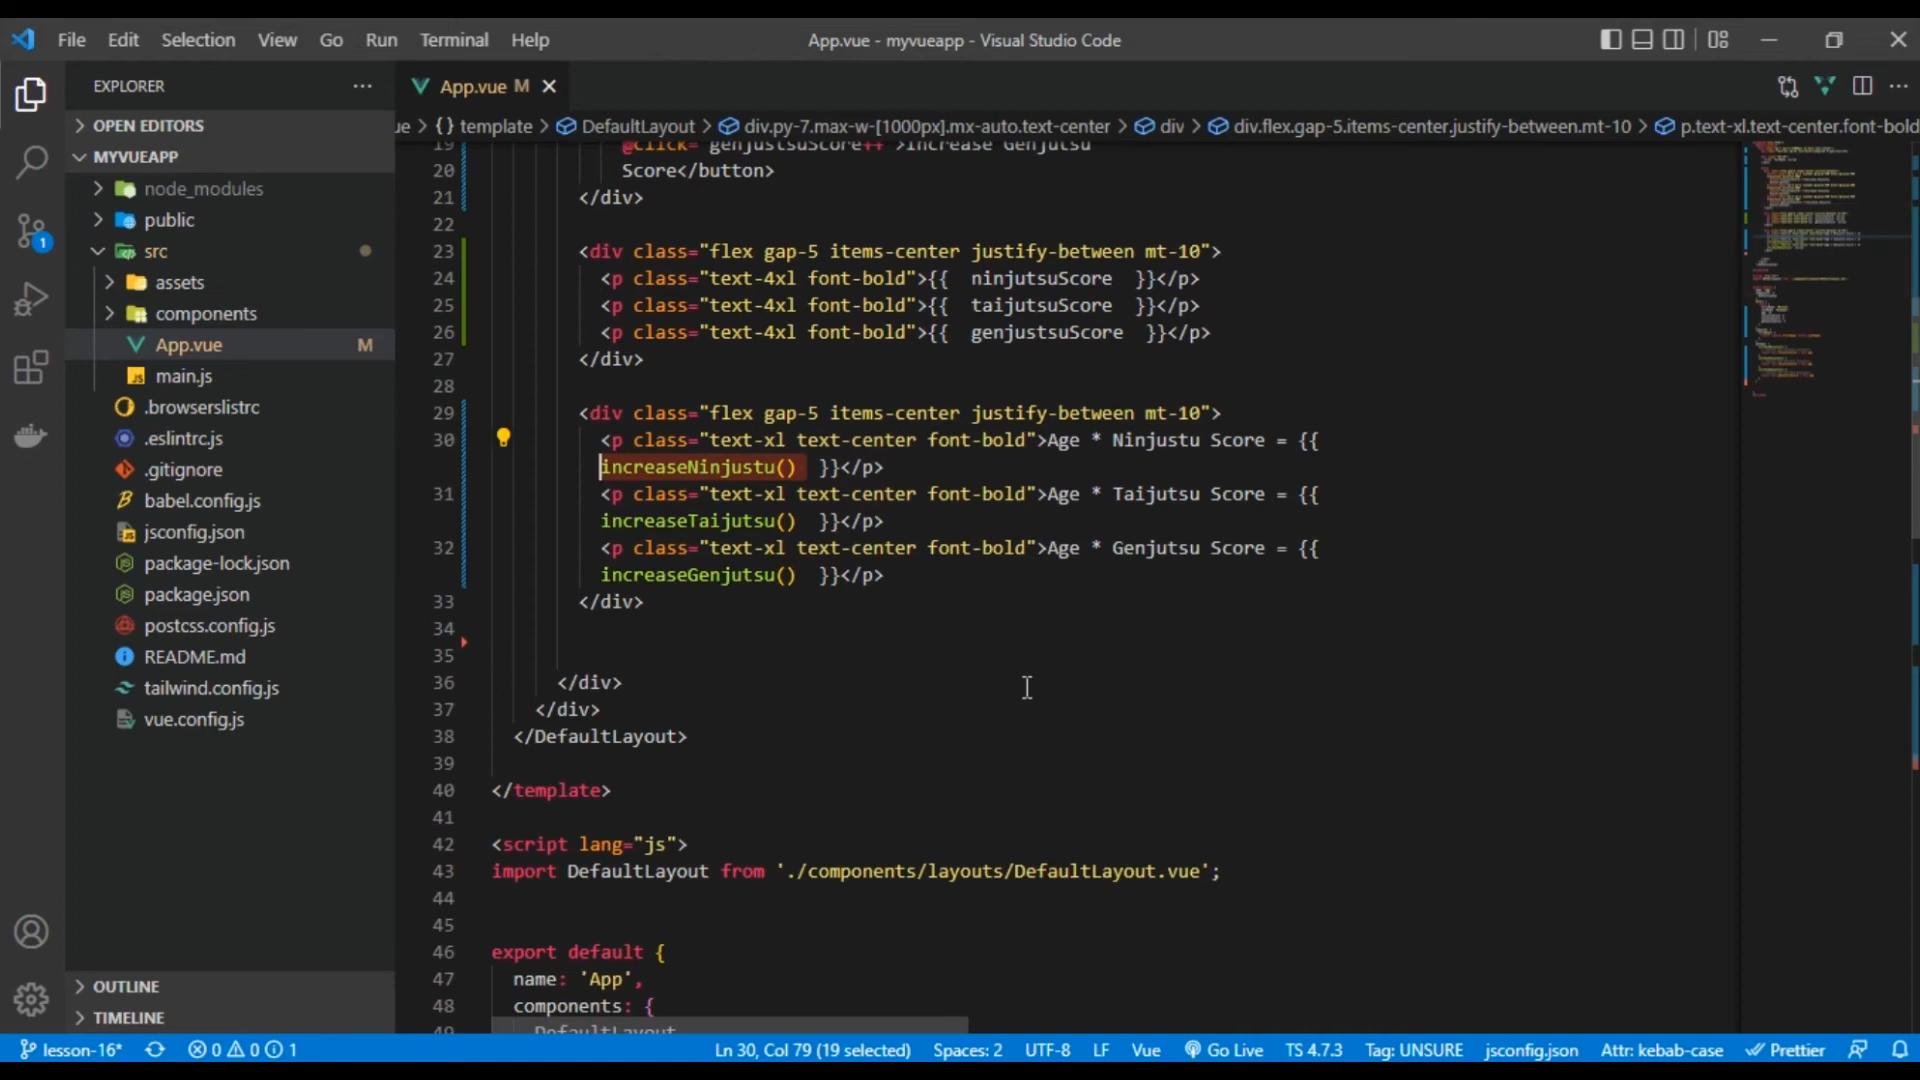 File Edit Selection View Go Run Terminal Help
App.vue - myvueapp - Visual Studio Code
EXPLORER
OPEN EDITORS
MYVUEAPP
node_modules
public
src
assets
components
App.vue M
main.js
.browserslistrc
.eslintrc.js
.gitignore
babel.config.js
jsconfig.json
package-lock.json
package.json
postcss.config.js
README.md
tailwind.config.js
vue.config.js
OUTLINE
TIMELINE
1
App.vue M
ue > {} template > DefaultLayout > div.py-7.max-w-[1000px].mx-auto.text-center > div > div.flex.gap-5.items-center.justify-between.mt-10 > p.text-xl.text-center.font-bold
19 @click="genjustsuScore++">Increase Genjutsu
20 Score</button>
21 </div>
22
23 <div class="flex gap-5 items-center justify-between mt-10">
24 <p class="text-4xl font-bold">{{ ninjutsuScore }}</p>
25 <p class="text-4xl font-bold">{{ taijutsuScore }}</p>
26 <p class="text-4xl font-bold">{{ genjustsuScore }}</p>
27 </div>
28
29 <div class="flex gap-5 items-center justify-between mt-10">
30 <p class="text-xl text-center font-bold">Age * Ninjustu Score = {{
increaseNinjustu() }}</p>
31 <p class="text-xl text-center font-bold">Age * Taijutsu Score = {{
increaseTaijutsu() }}</p>
32 <p class="text-xl text-center font-bold">Age * Genjutsu Score = {{
increaseGenjutsu() }}</p>
33 </div>
34
35
36 </div>
37 </div>
38 </DefaultLayout>
39
40 </template>
41
42 <script lang="js">
43 import DefaultLayout from './components/layouts/DefaultLayout.vue';
44
45
46 export default {
47 name: 'App',
48 components: {
49 DefaultLayout
lesson-16* 0 0 1 Ln 30, Col 79 (19 selected) Spaces: 2 UTF-8 LF Vue Go Live TS 4.7.3 Tag: UNSURE jsconfig.json Attr: kebab-case Prettier